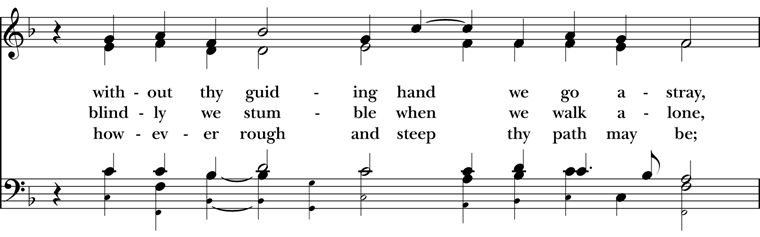 with - out thy guid - ing hand we go a - stray,
blind - ly we stum - ble when we walk a - lone,
how - ev - er rough and steep thy path may be;